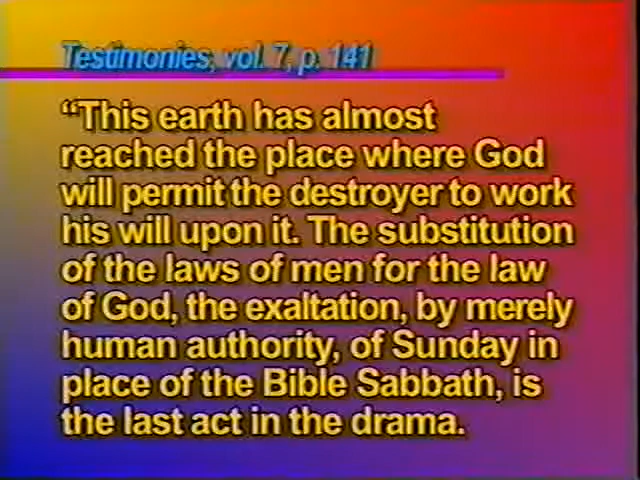 Testimonies, vol. 7, p. 141
“This earth has almost
reached the place where God
will permit the destroyer to work
his will upon it. The substitution
of the laws of men for the law
of God, the exaltation, by merely
human authority, of Sunday in
place of the Bible Sabbath, is
the last act in the drama.